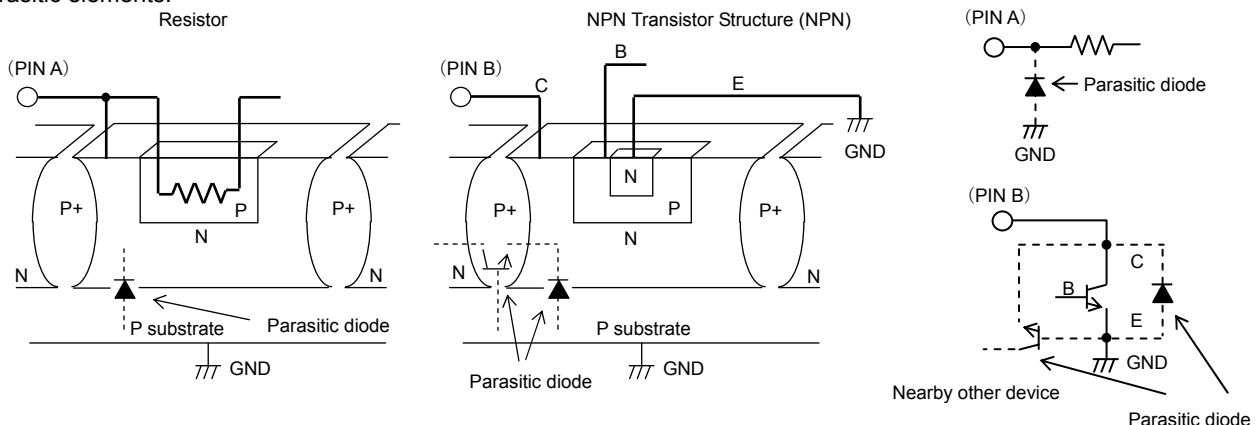 Resistor
(PIN A)
P
P+
P+
N
N
N
P substrate
Parasitic diode
GND
NPN Transistor Structure (NPN)
(PIN B)
C
B
E
GND
N
P
P+
P+
N
N
N
P substrate
GND
Parasitic diode
(PIN A)
Parasitic diode
GND
(PIN B)
C
B
E
GND
Nearby other device
Parasitic diode